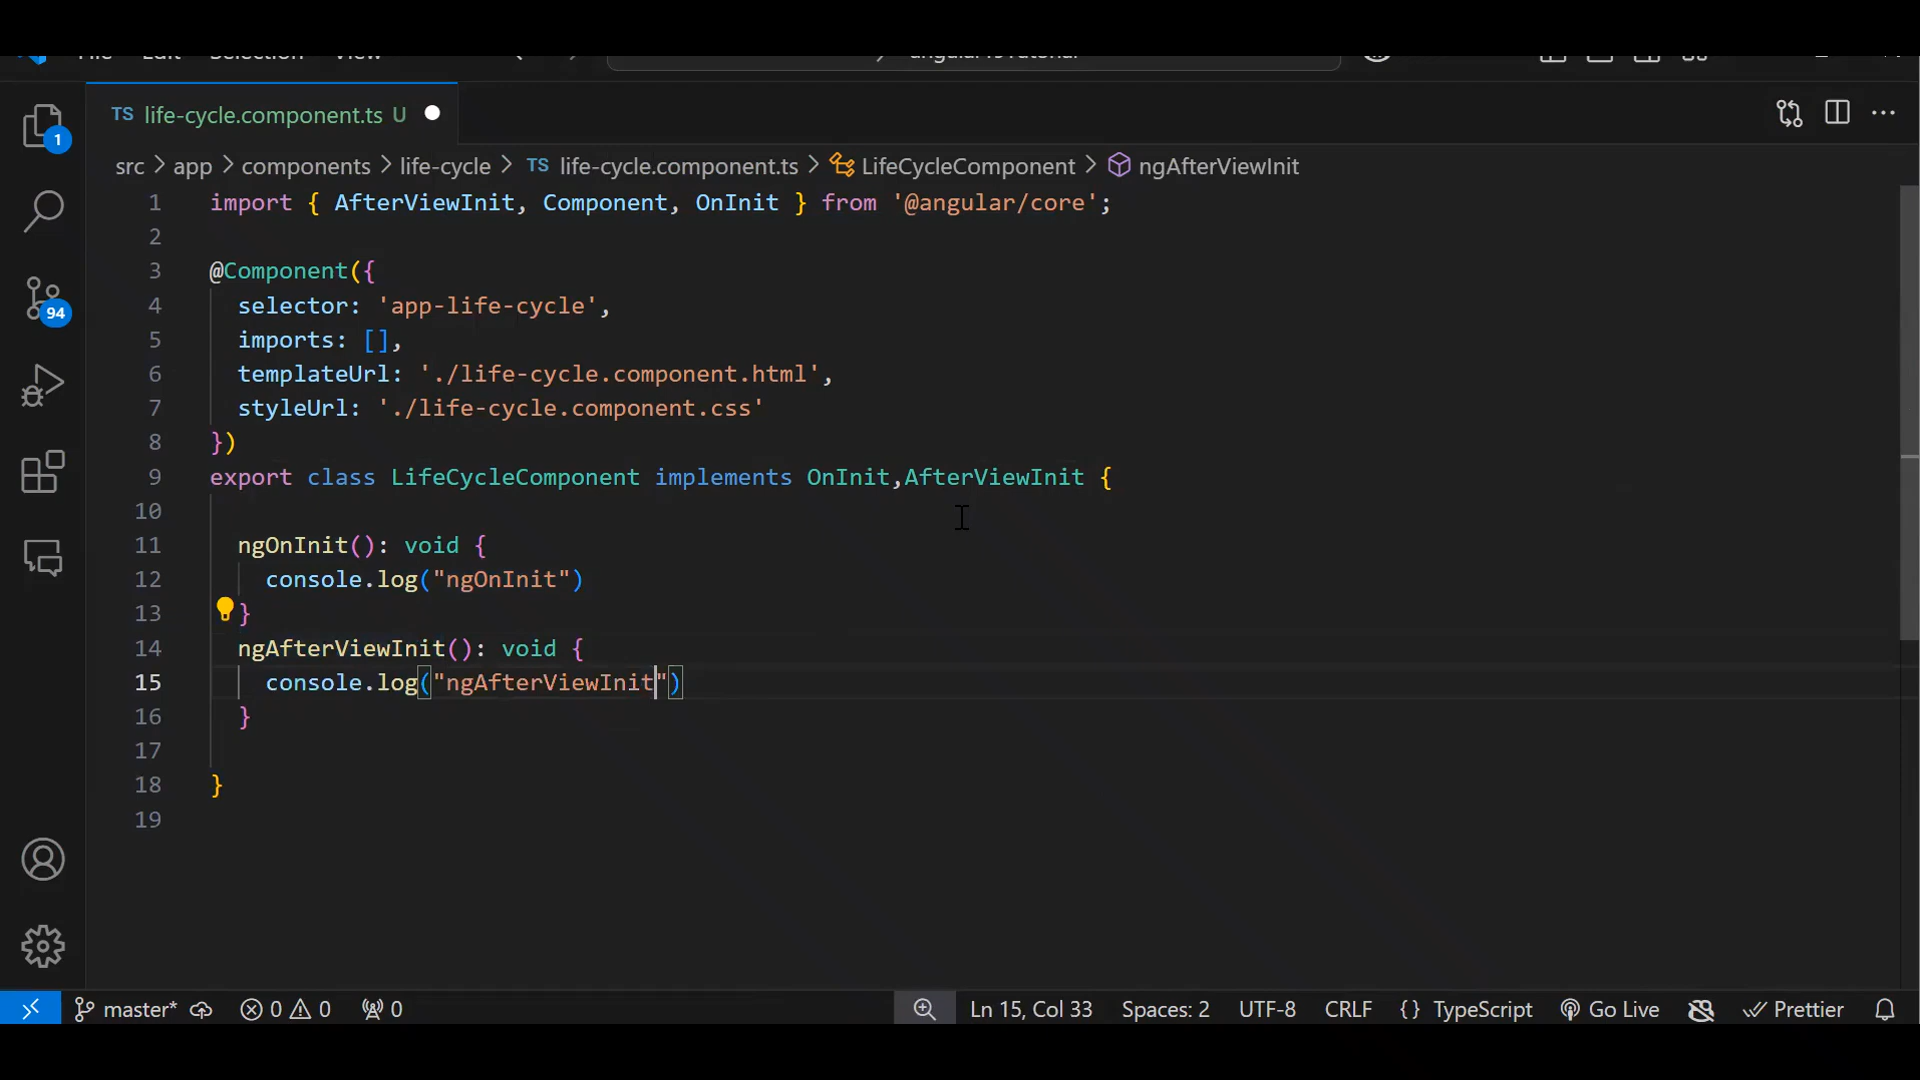 TS life-cycle.component.ts U
src > app > components > life-cycle > TS life-cycle.component.ts > LifeCycleComponent > ngAfterViewInit
1 import { AfterViewInit, Component, OnInit } from '@angular/core';
2
3 @Component({
4   selector: 'app-life-cycle',
5   imports: [],
6   templateUrl: './life-cycle.component.html',
7   styleUrl: './life-cycle.component.css'
8 })
9 export class LifeCycleComponent implements OnInit,AfterViewInit {
10
11   ngOnInit(): void {
12     console.log("ngOnInit")
13   }
14   ngAfterViewInit(): void {
15     console.log("ngAfterViewInit")
16   }
17
18 }
19
1
94
master* 0 0 0 Ln 15, Col 33 Spaces: 2 UTF-8 CRLF {} TypeScript Go Live Prettier